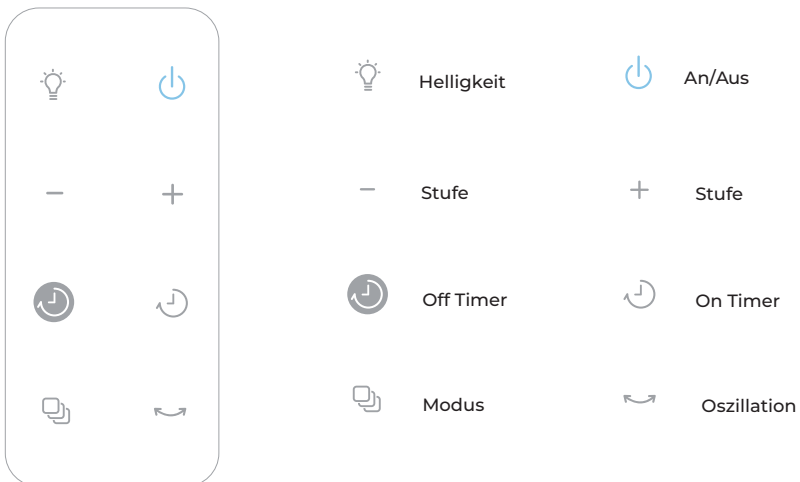 Helligkeit
An/Aus
Stufe
Stufe
Off Timer
On Timer
Modus
Oszillation